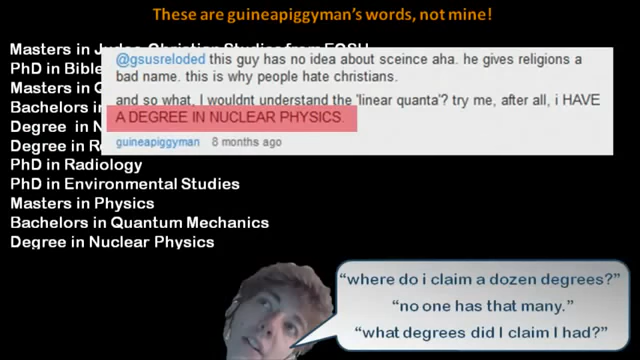 These are guineapiggyman's words, not mine!
Masters in
PhD in Bible
Masters in
Bachelors in
Degree in
Degree in
PhD in Radiology
PhD in Environmental Studies
Masters in Physics
Bachelors in Quantum Mechanics
Degree in Nuclear Physics
@gsusreloded this guy has no idea about sceince aha. he gives religions a
bad name. this is why people hate christians.
and so what, I wouldnt understand the 'linear quanta'? try me, after all, i HAVE
A DEGREE IN NUCLEAR PHYSICS.
guineapiggyman 8 months ago
“where do i claim a dozen degrees?”
“no one has that many.”
“what degrees did I claim I had?”